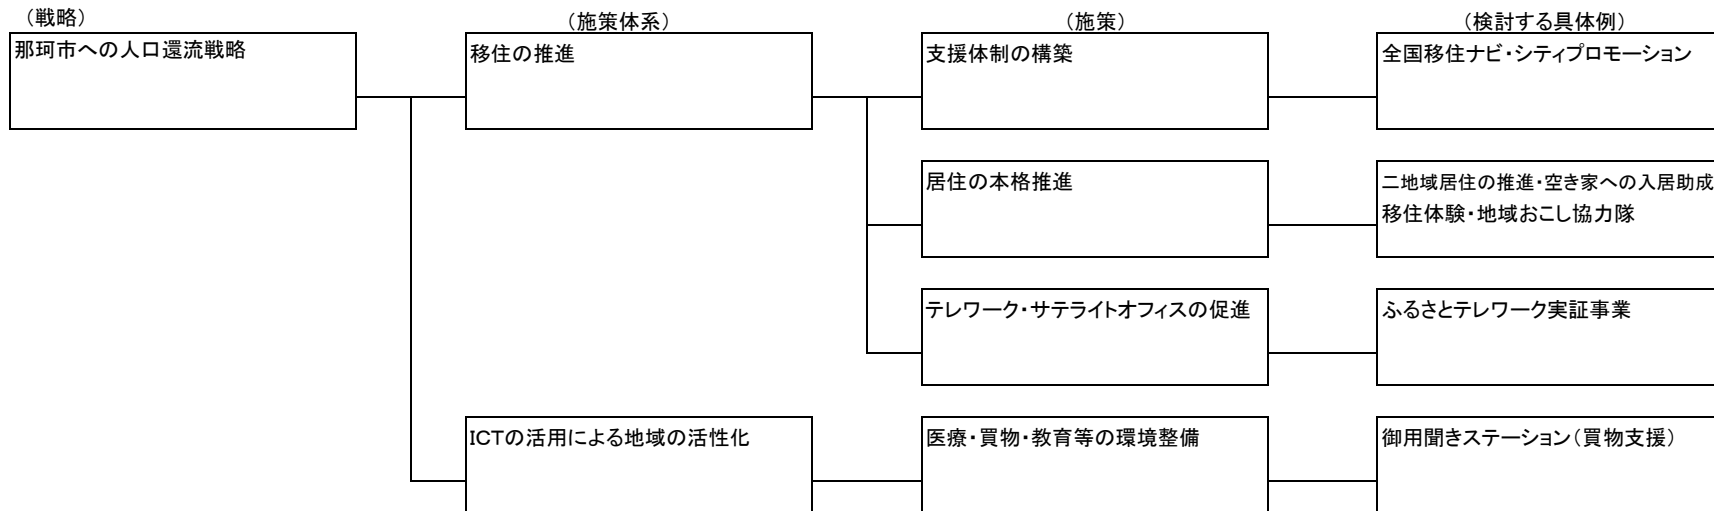 （戦略）
（施策体系）
（施策）
（検討する具体例）
那珂市への人口還流戦略
移住の推進
支援体制の構築
全国移住ナビ・シティプロモーション
居住の本格推進
二地域居住の推進・空き家への入居助成
移住体験・地域おこし協力隊
テレワーク・サテライトオフィスの促進
ふるさとテレワーク実証事業
ICTの活用による地域の活性化
医療・買物・教育等の環境整備
御用聞きステーション（買物支援）